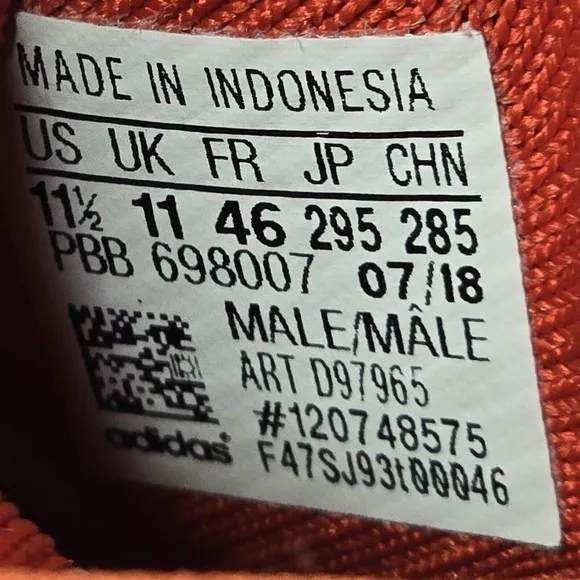 MADE IN INDONESIA
US UK FR JP CHN
11½ 11 46 295 285
PBB 698007 07/18
MALE/MÂLE
ART D97965
#120748575
adidas F47SJ93t00046